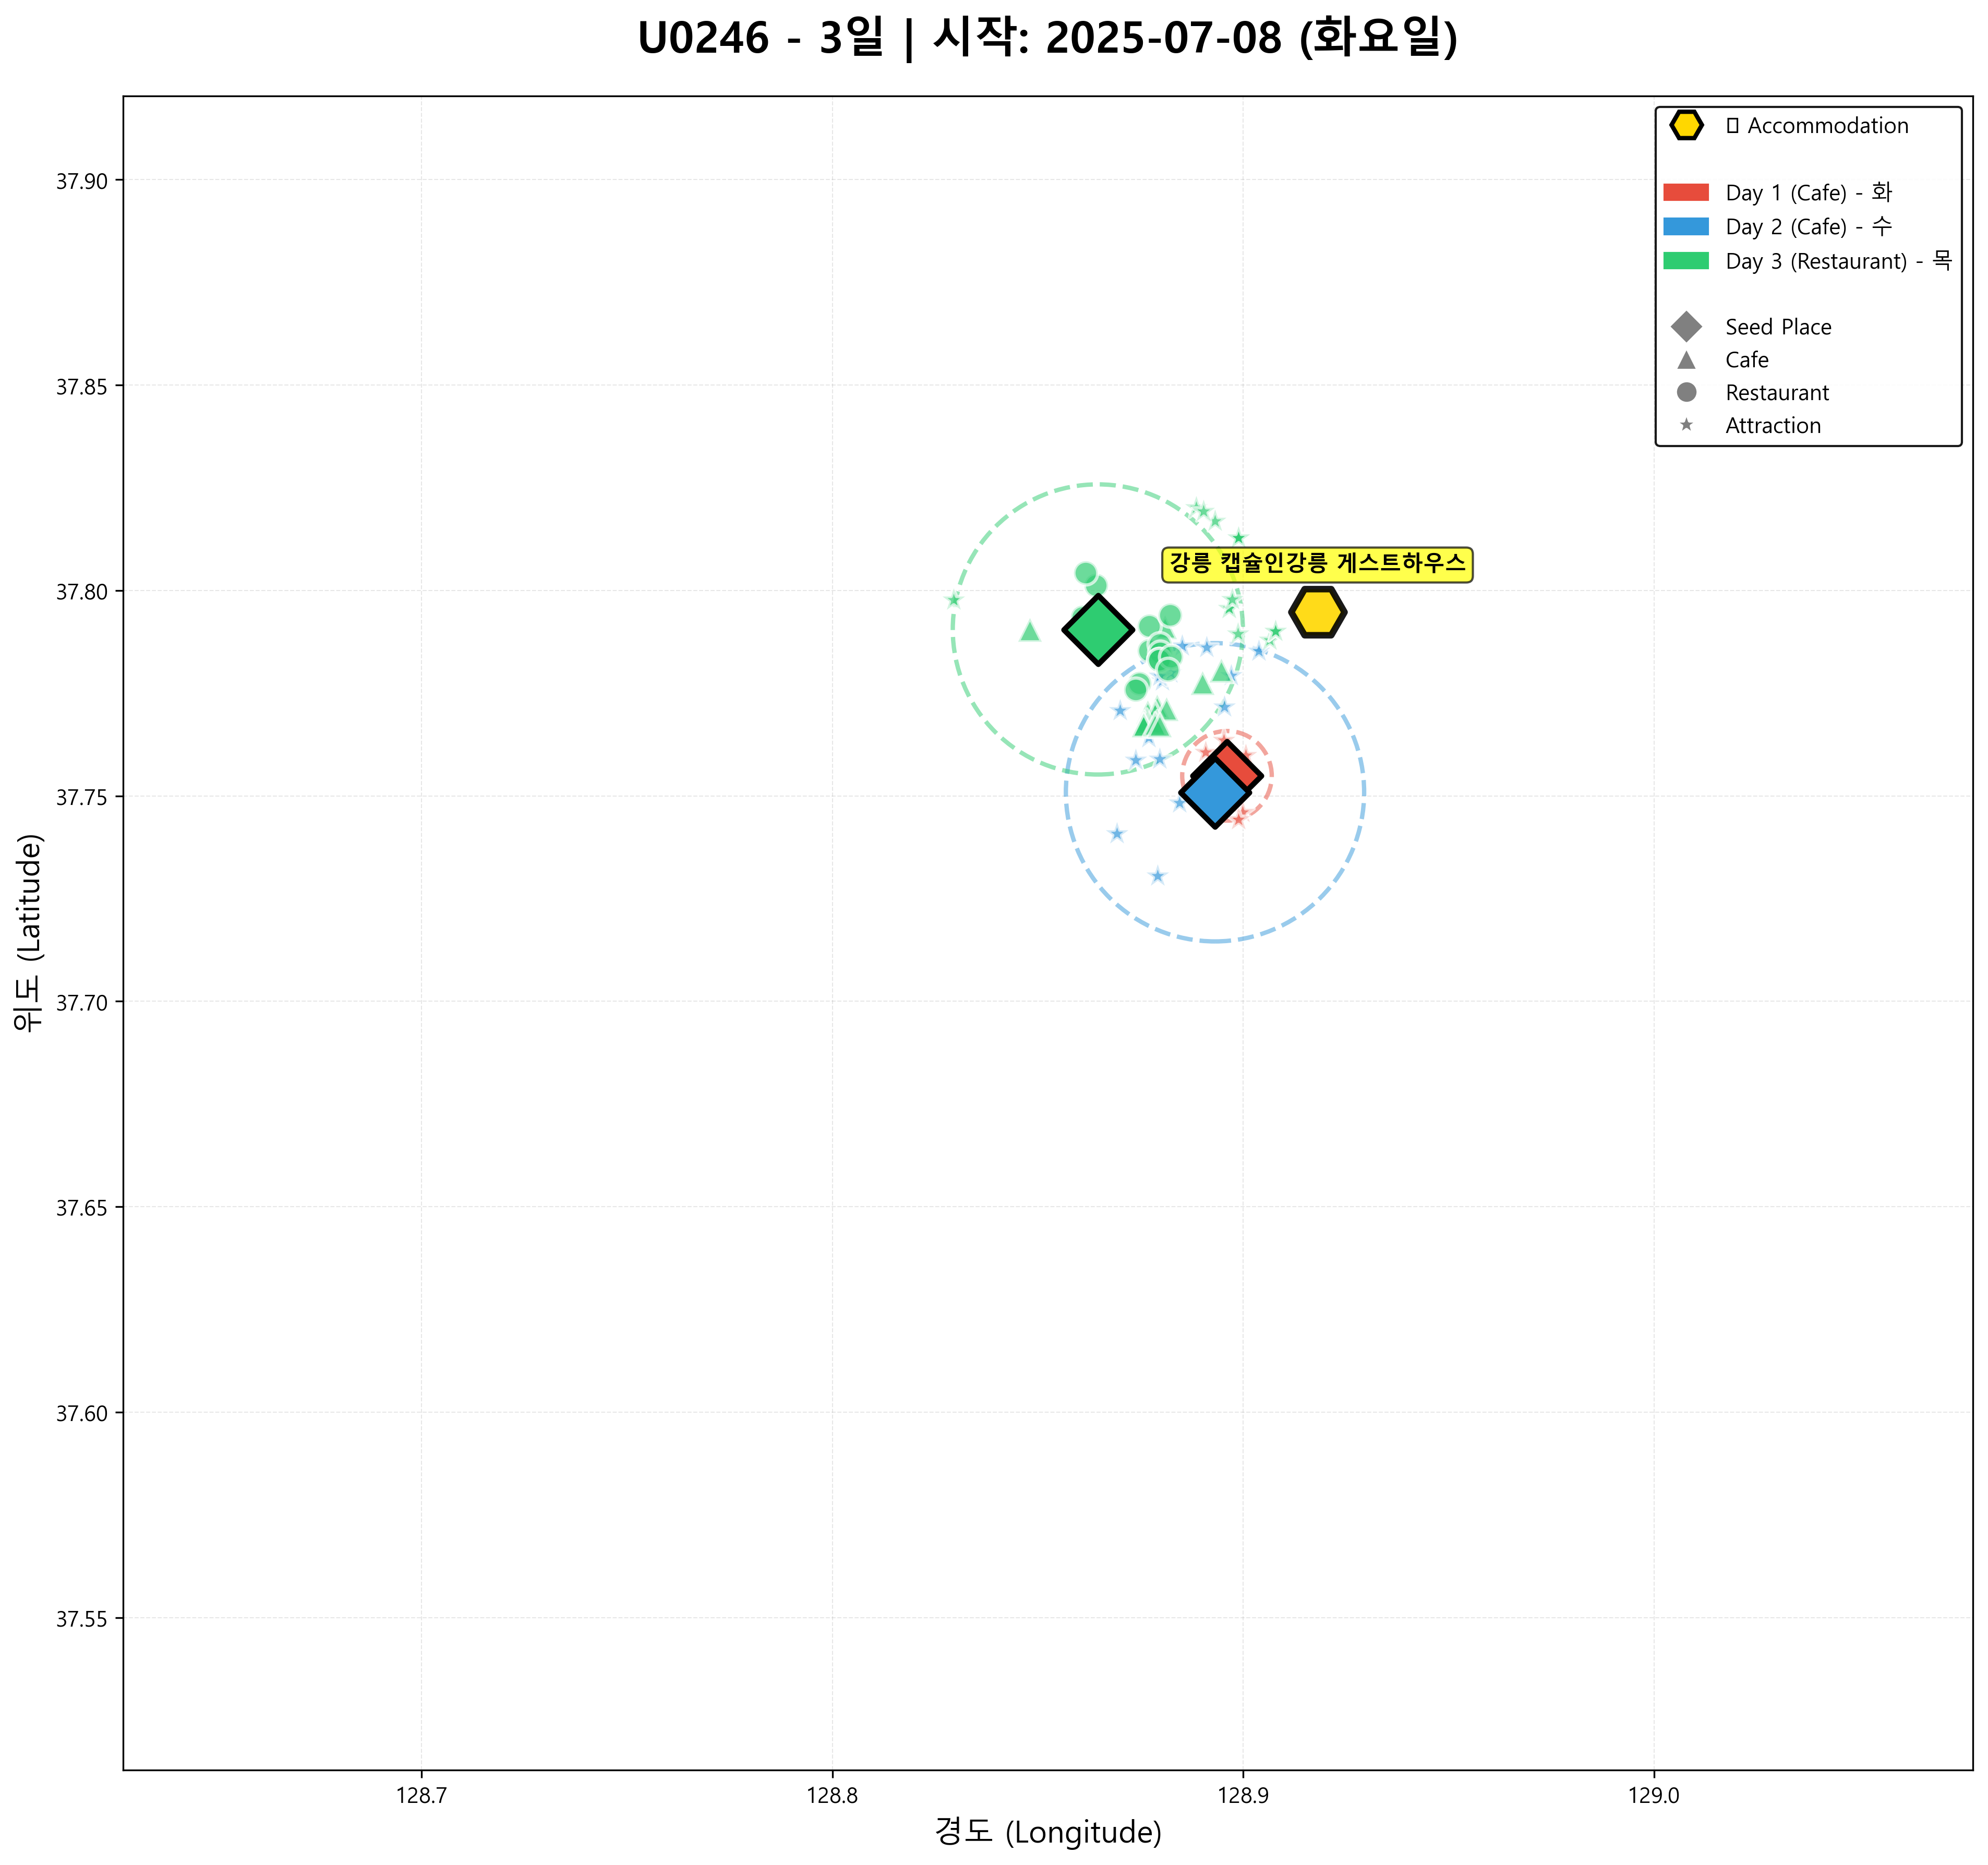 U0246 - 3일 | 시작: 2025-07-08 (화요일)
Accommodation
Day 1 (Cafe) - 화
Day 2 (Cafe) - 수
Day 3 (Restaurant) - 목
Seed Place
Cafe
Restaurant
Attraction
강릉 캡슐인강릉 게스트하우스
위도 (Latitude)
37.90
37.85
37.80
37.75
37.70
37.65
37.60
37.55
128.7
128.8
128.9
129.0
경도 (Longitude)